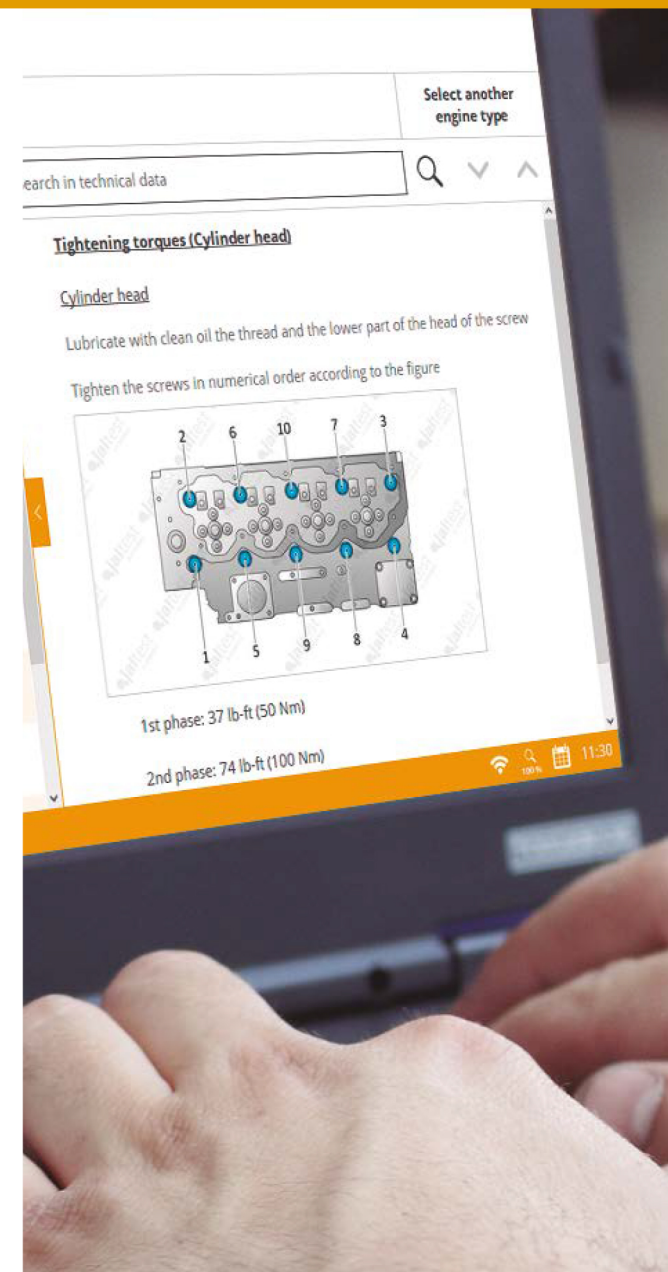 Select another
engine type
earch in technical data
Tightening torques (Cylinder head)
Cylinder head
Lubricate with clean oil the thread and the lower part of the head of the screw
Tighten the screws in numerical order according to the figure
2 6 10 7 3
1 5 9 8 4
1st phase: 37 lb-ft (50 Nm)
2nd phase: 74 lb-ft (100 Nm)
100 %
11:30